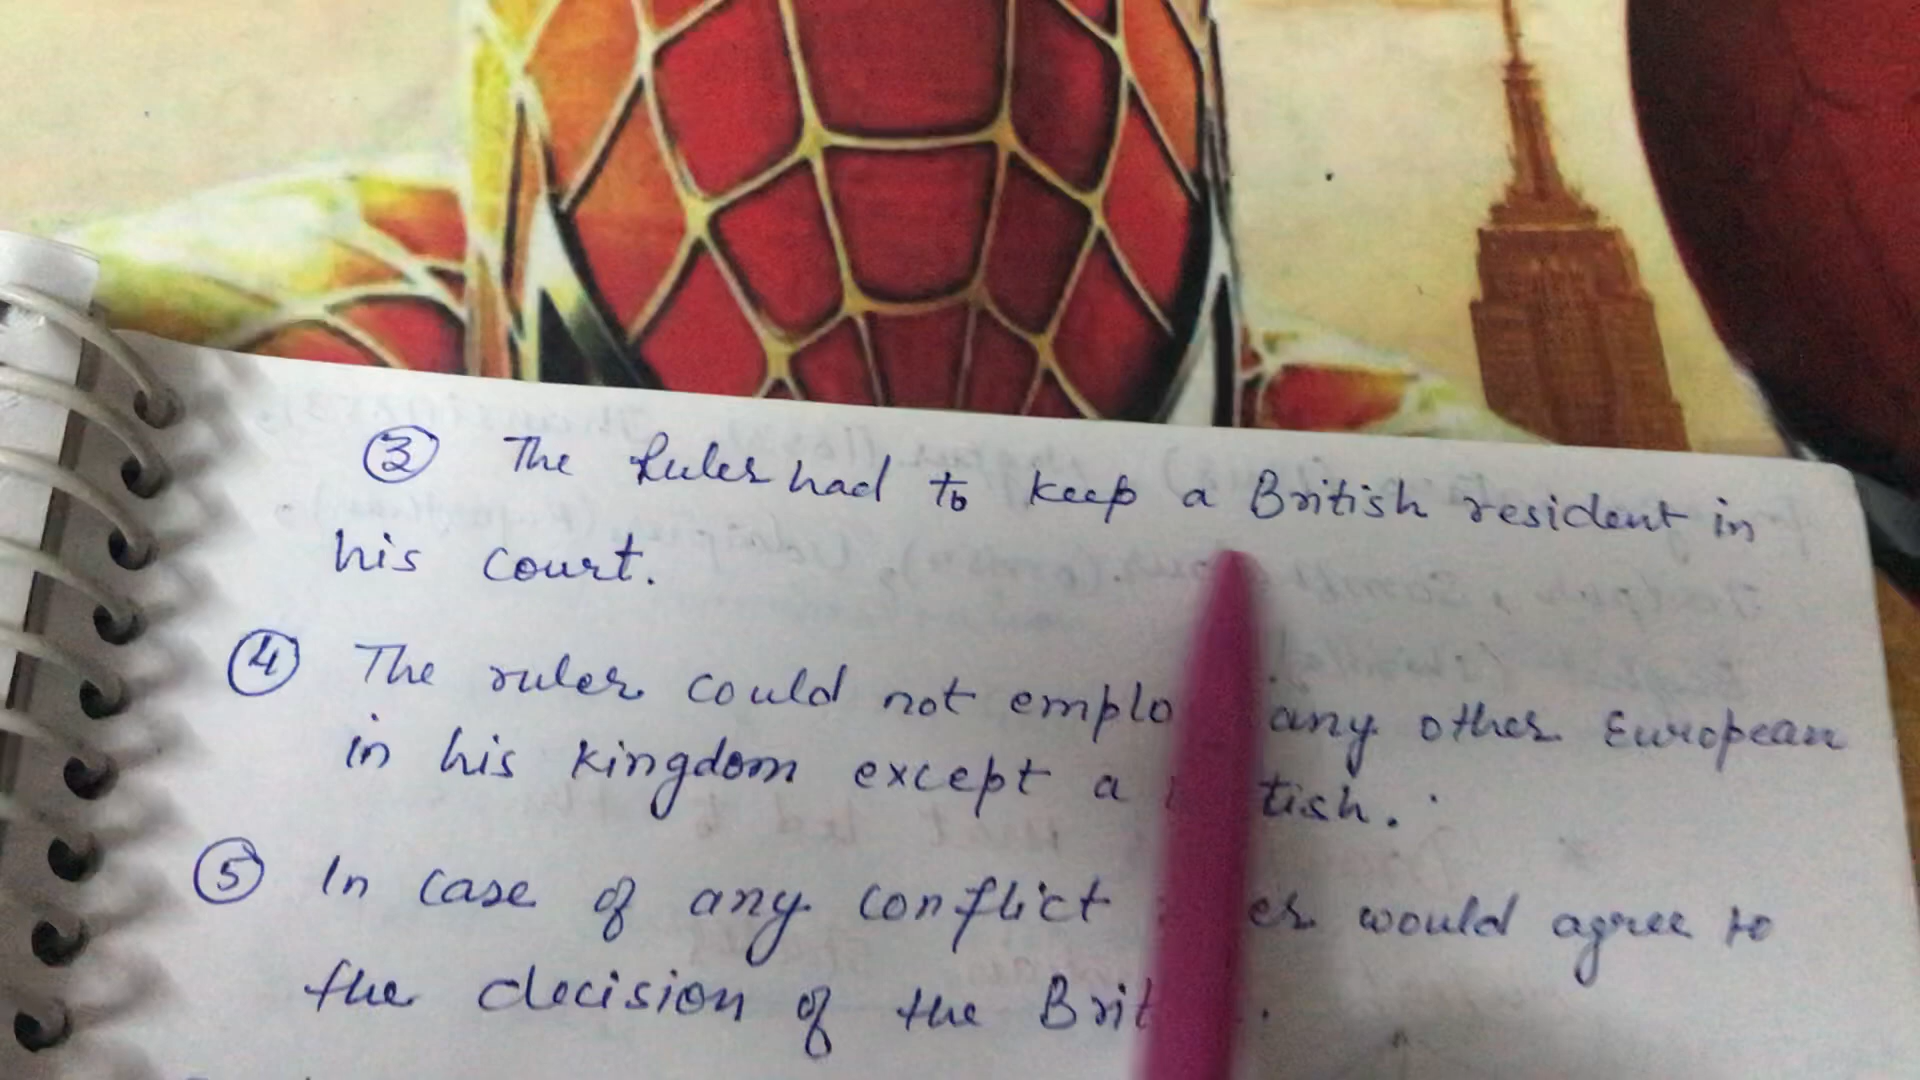 ③ The Ruler had to keep a British resident in
his court.
④ The ruler could not emplo any other European
in his kingdom except a tish.
⑤ In case of any conflict er would agree to
the decision of the Brit .